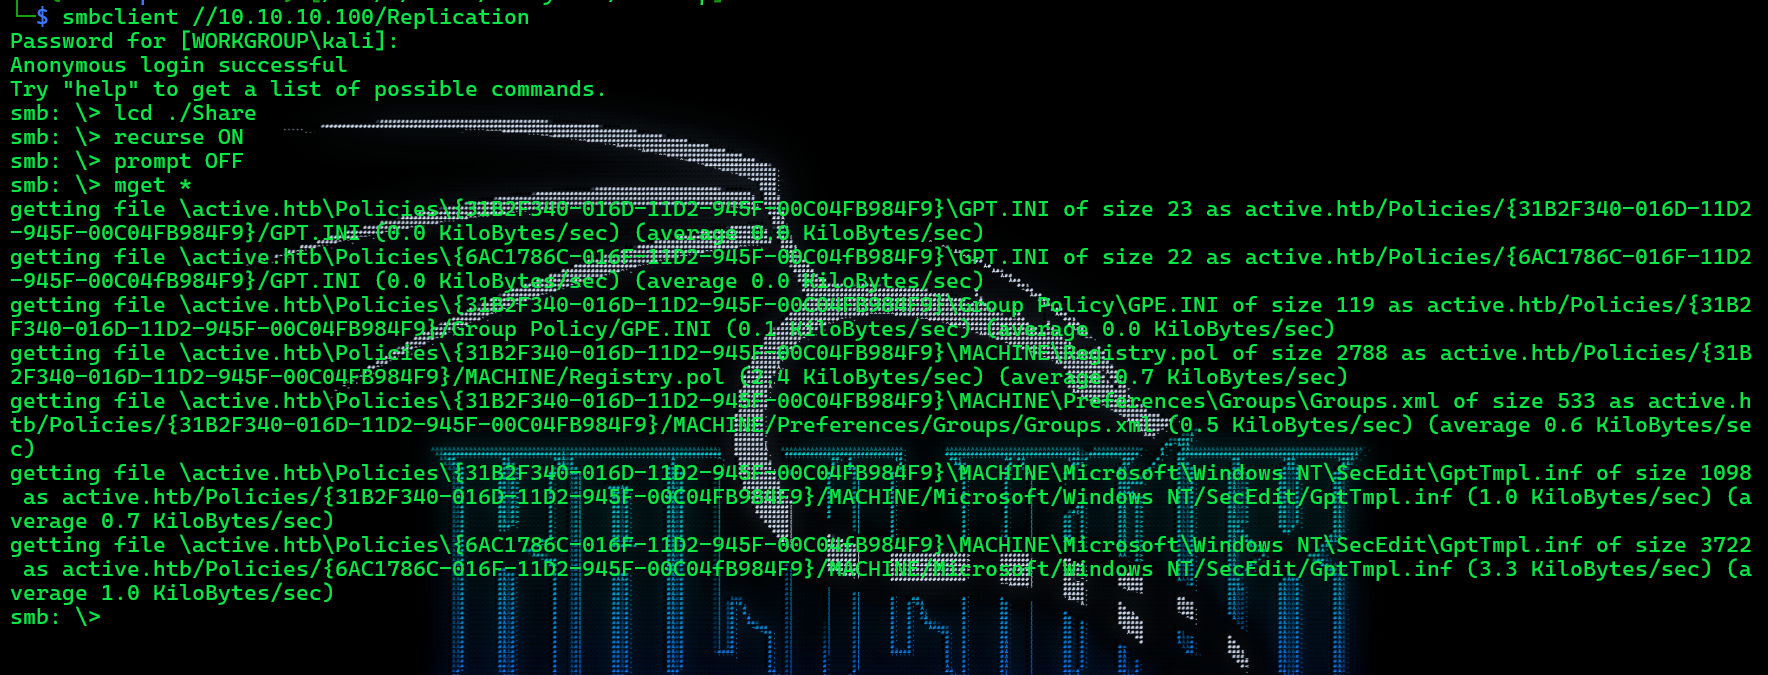 └─$ smbclient //10.10.10.100/Replication
Password for [WORKGROUP\kali]:
Anonymous login successful
Try "help" to get a list of possible commands.
smb: \> lcd ./Share
smb: \> recurse ON
smb: \> prompt OFF
smb: \> mget *
getting file \active.htb\Policies\{31B2F340-016D-11D2-945F-00C04FB984F9}\GPT.INI of size 23 as active.htb/Policies/{31B2F340-016D-11D2
-945F-00C04FB984F9}/GPT.INI (0.0 KiloBytes/sec) (average 0.0 KiloBytes/sec)
getting file \active.htb\Policies\{6AC1786C-016F-11D2-945F-00C04fB984F9}\GPT.INI of size 22 as active.htb/Policies/{6AC1786C-016F-11D2
-945F-00C04fB984F9}/GPT.INI (0.0 KiloBytes/sec) (average 0.0 KiloBytes/sec)
getting file \active.htb\Policies\{31B2F340-016D-11D2-945F-00C04FB984F9}\Group Policy\GPE.INI of size 119 as active.htb/Policies/{31B2
F340-016D-11D2-945F-00C04FB984F9}/Group Policy/GPE.INI (0.1 KiloBytes/sec) (average 0.0 KiloBytes/sec)
getting file \active.htb\Policies\{31B2F340-016D-11D2-945F-00C04FB984F9}\MACHINE\Registry.pol of size 2788 as active.htb/Policies/{31B
2F340-016D-11D2-945F-00C04FB984F9}/MACHINE/Registry.pol (2.4 KiloBytes/sec) (average 0.7 KiloBytes/sec)
getting file \active.htb\Policies\{31B2F340-016D-11D2-945F-00C04FB984F9}\MACHINE\Preferences\Groups\Groups.xml of size 533 as active.h
tb/Policies/{31B2F340-016D-11D2-945F-00C04FB984F9}/MACHINE/Preferences/Groups/Groups.xml (0.5 KiloBytes/sec) (average 0.6 KiloBytes/se
c)
getting file \active.htb\Policies\{31B2F340-016D-11D2-945F-00C04FB984F9}\MACHINE\Microsoft\Windows NT\SecEdit\GptTmpl.inf of size 1098
 as active.htb/Policies/{31B2F340-016D-11D2-945F-00C04FB984F9}/MACHINE/Microsoft/Windows NT/SecEdit/GptTmpl.inf (1.0 KiloBytes/sec) (a
verage 0.7 KiloBytes/sec)
getting file \active.htb\Policies\{6AC1786C-016F-11D2-945F-00C04fB984F9}\MACHINE\Microsoft\Windows NT\SecEdit\GptTmpl.inf of size 3722
 as active.htb/Policies/{6AC1786C-016F-11D2-945F-00C04fB984F9}/MACHINE/Microsoft/Windows NT/SecEdit/GptTmpl.inf (3.3 KiloBytes/sec) (a
verage 1.0 KiloBytes/sec)
smb: \>